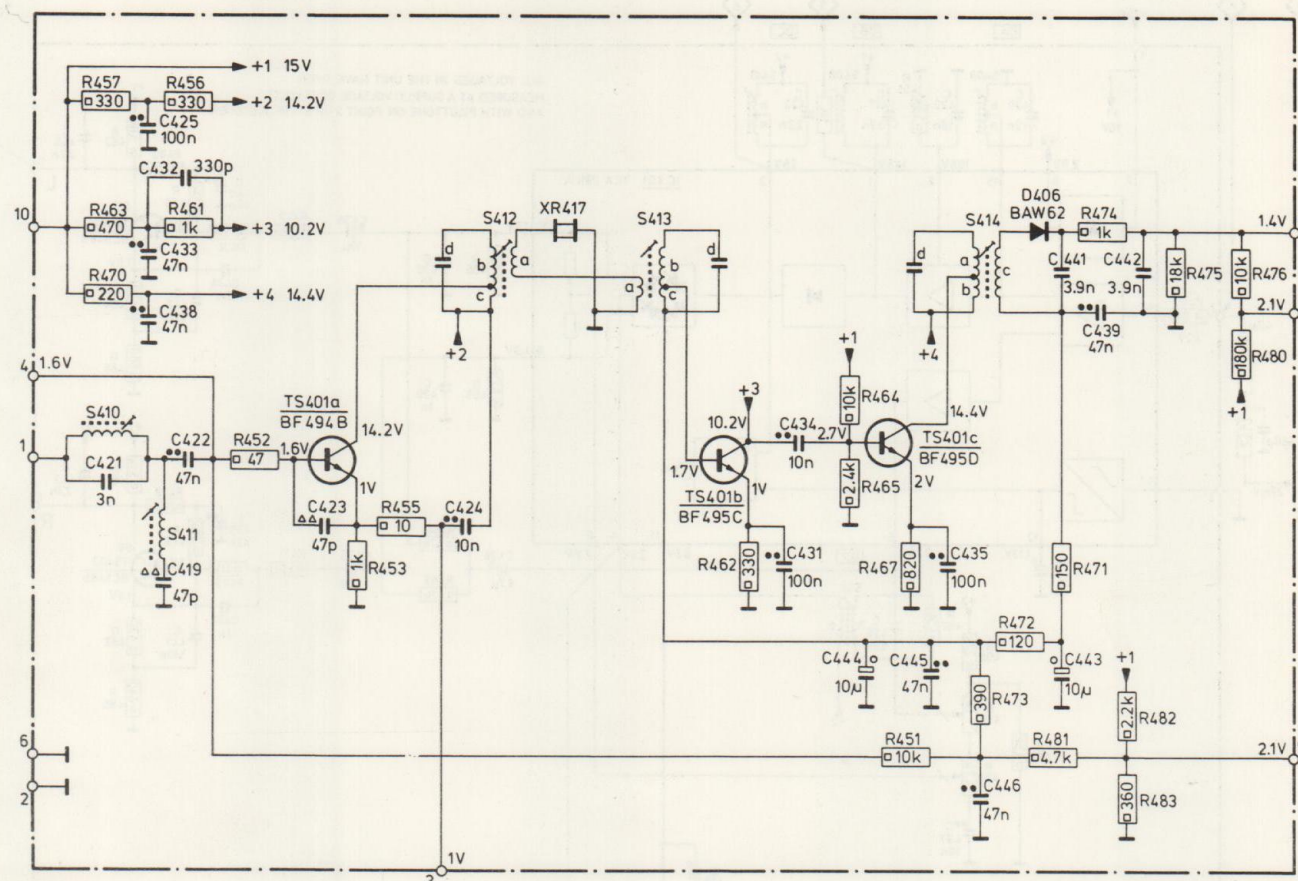 +1 15V
R457
330
R456
330
+2 14.2V
C425
100n
C432 330p
10
R463
470
R461
1k
+3 10.2V
C433
47n
R470
220
+4 14.4V
C438
47n
4 1.6V
S410
1
C421
3n
C422
47n
S411
C419
47p
R452
47
1.6V
TS401a
BF494B
14.2V
1V
C423
47p
R455
10
C424
10n
1k
R453
S412
d
b
a
c
+2
XR417
S413
a
b
c
d
+3
10.2V
1.7V
1V
TS401b
BF495C
C434
10n
+1
10k
R464
2.7V
2.4k
R465
14.4V
TS401c
BF495D
2V
R462
330
C431
100n
R467
820
C435
100n
S414
d
a
b
c
+4
D406
BAW62
R474
1k
C441
3.9n
C442
3.9n
18k
R475
10k
R476
1.4V
2.1V
C439
47n
180k
R480
+1
150
R471
R472
120
C444
10µ
C445
47n
390
R473
C443
10µ
+1
2.2k
R482
R451
10k
R481
4.7k
2.1V
C446
47n
360
R483
6
2
1V